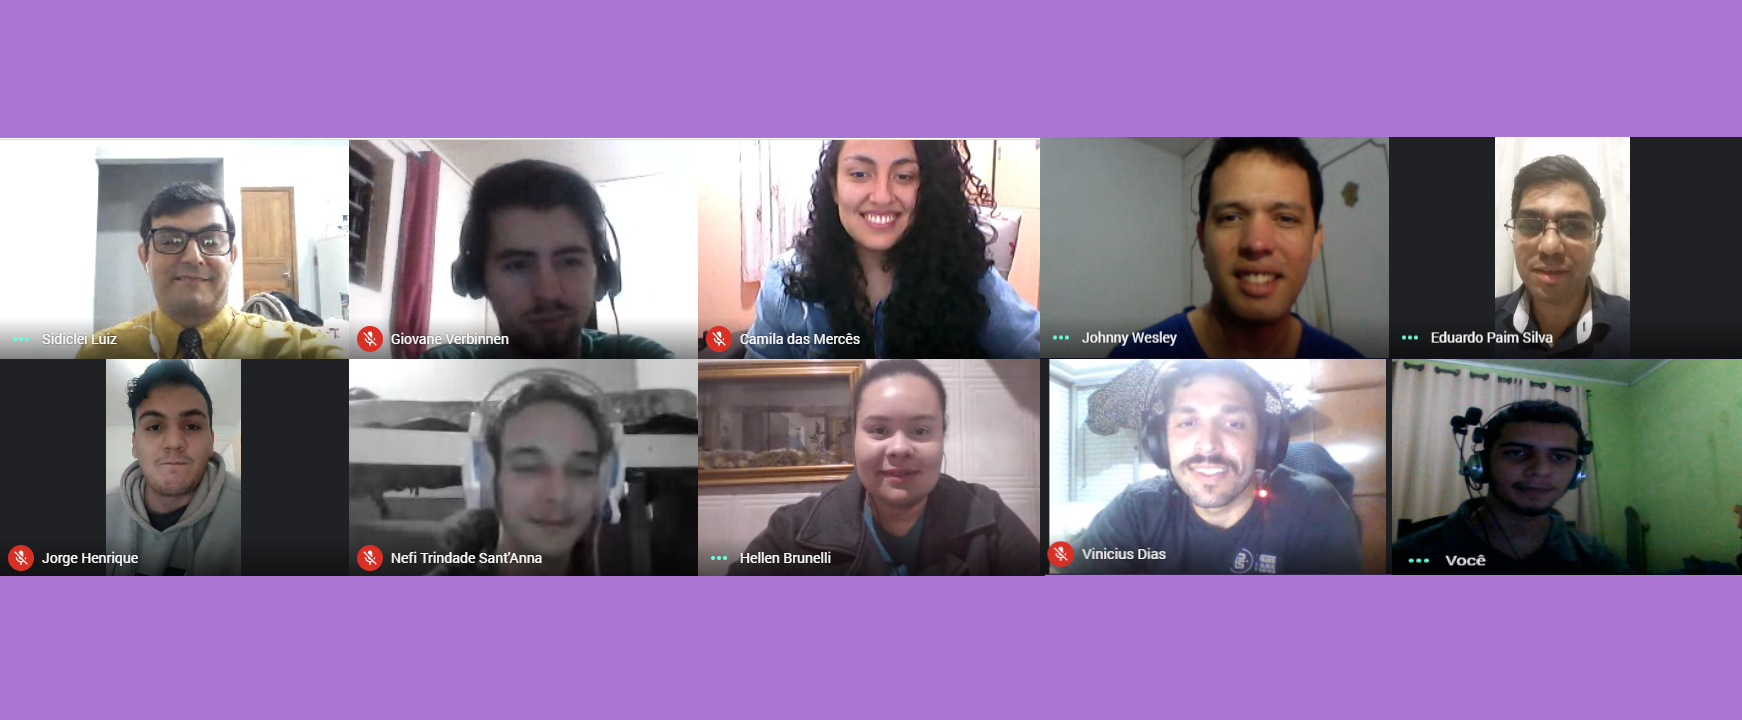 Sidiclei Luiz
Giovane Verbinnen
Camila das Mercês
Johnny Wesley
Eduardo Paim Silva
Jorge Henrique
Nefi Trindade Sant'Anna
Hellen Brunelli
Vinicius Dias
Você